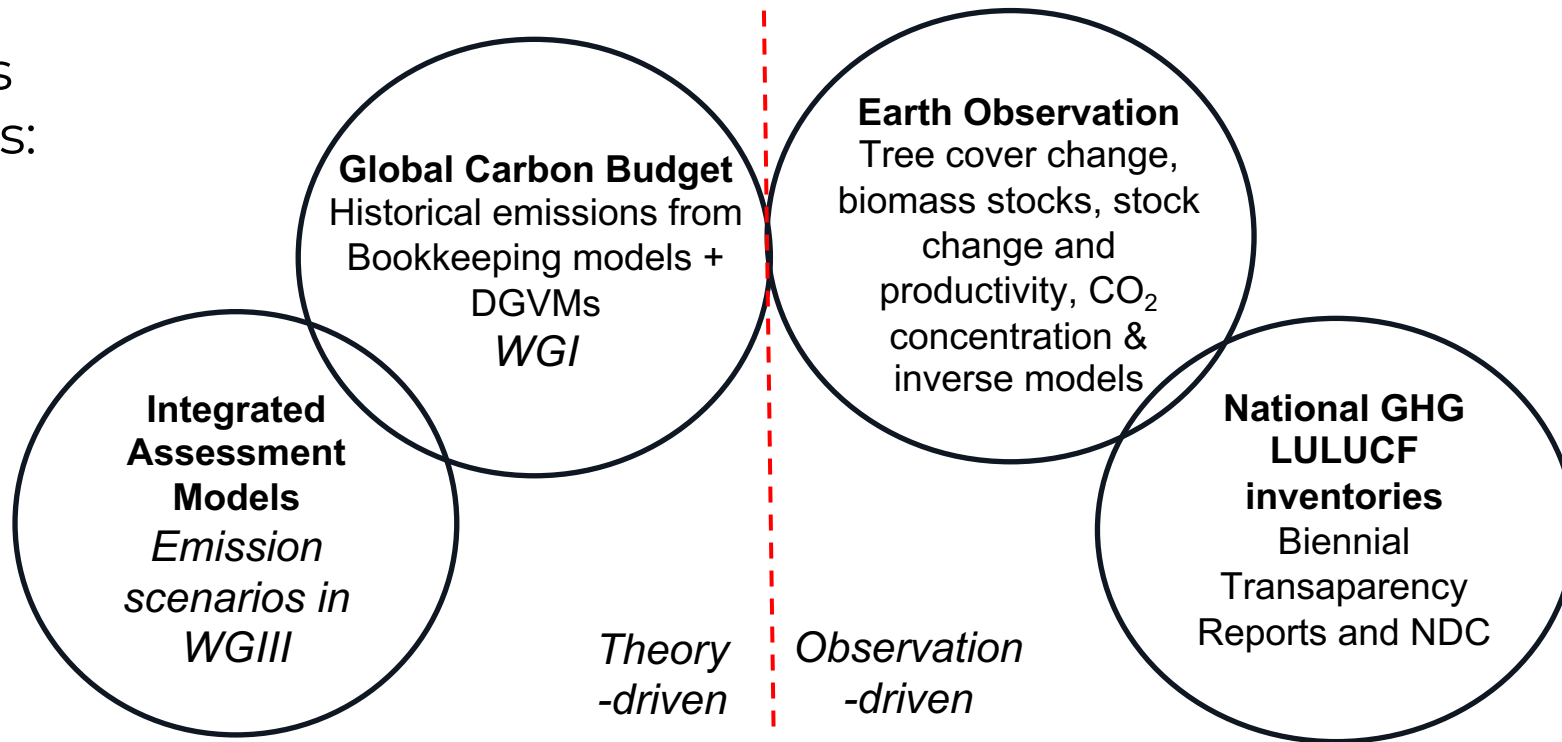 s
s:
Global Carbon Budget
Historical emissions from
Bookkeeping models +
DGVMs
WGI
Earth Observation
Tree cover change,
biomass stocks, stock
change and
productivity, CO₂
concentration &
inverse models
Integrated
Assessment
Models
Emission
scenarios in
WGIII
National GHG
LULUCF
inventories
Biennial
Transaparency
Reports and NDC
Theory
-driven
Observation
-driven